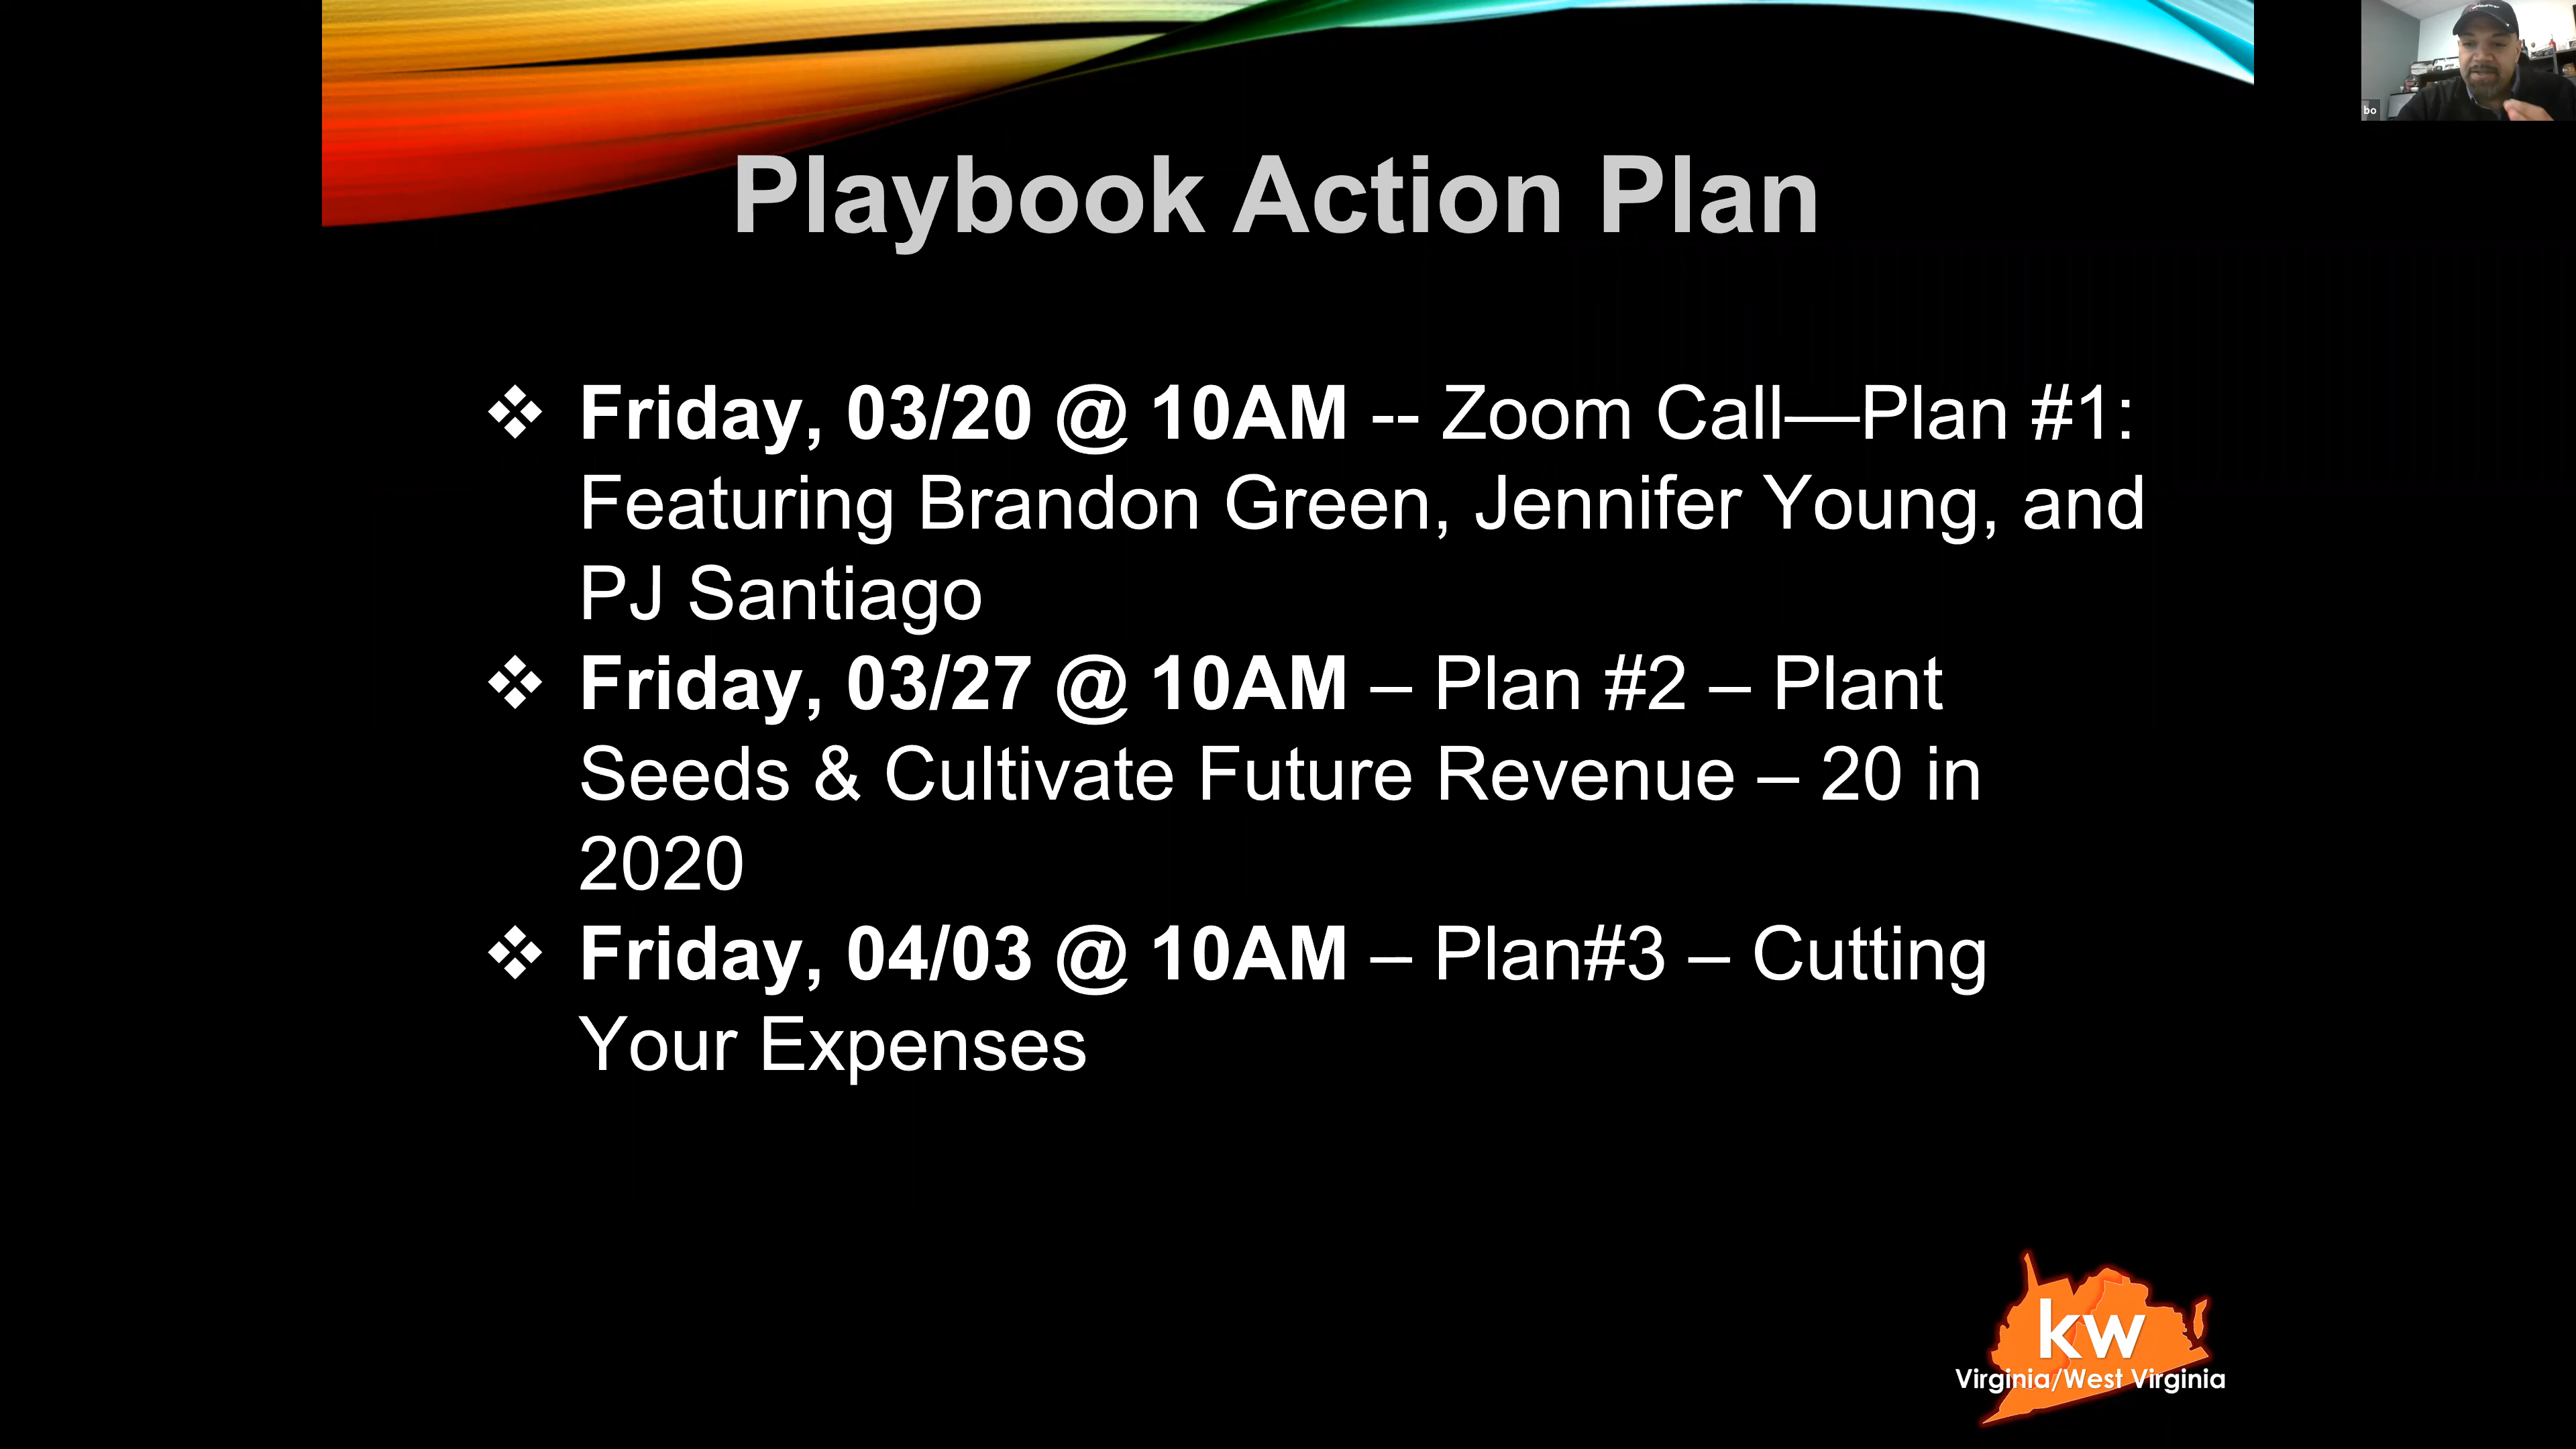 bo
Playbook Action Plan
❖ Friday, 03/20 @ 10AM -- Zoom Call—Plan #1:
Featuring Brandon Green, Jennifer Young, and
PJ Santiago
❖ Friday, 03/27 @ 10AM – Plan #2 – Plant
Seeds & Cultivate Future Revenue – 20 in
2020
❖ Friday, 04/03 @ 10AM – Plan#3 – Cutting
Your Expenses
kw
Virginia/West Virginia